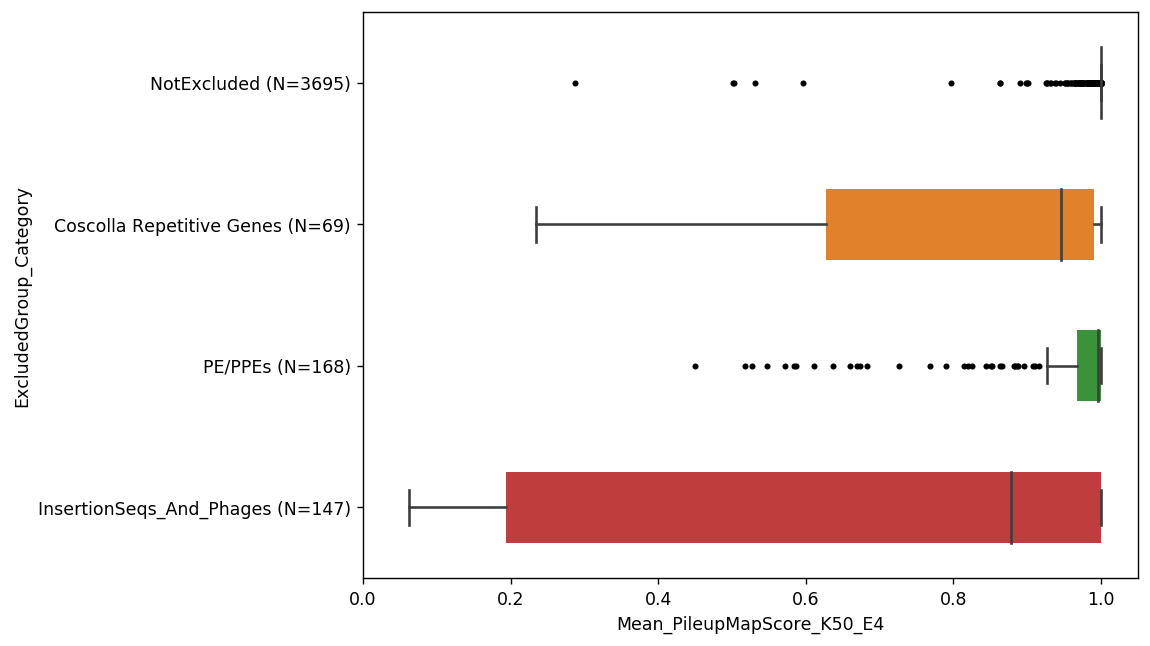 NotExcluded (N=3695)
Coscolla Repetitive Genes (N=69)
PE/PPEs (N=168)
InsertionSeqs_And_Phages (N=147)
ExcludedGroup_Category
0.0 0.2 0.4 0.6 0.8 1.0
Mean_PileupMapScore_K50_E4